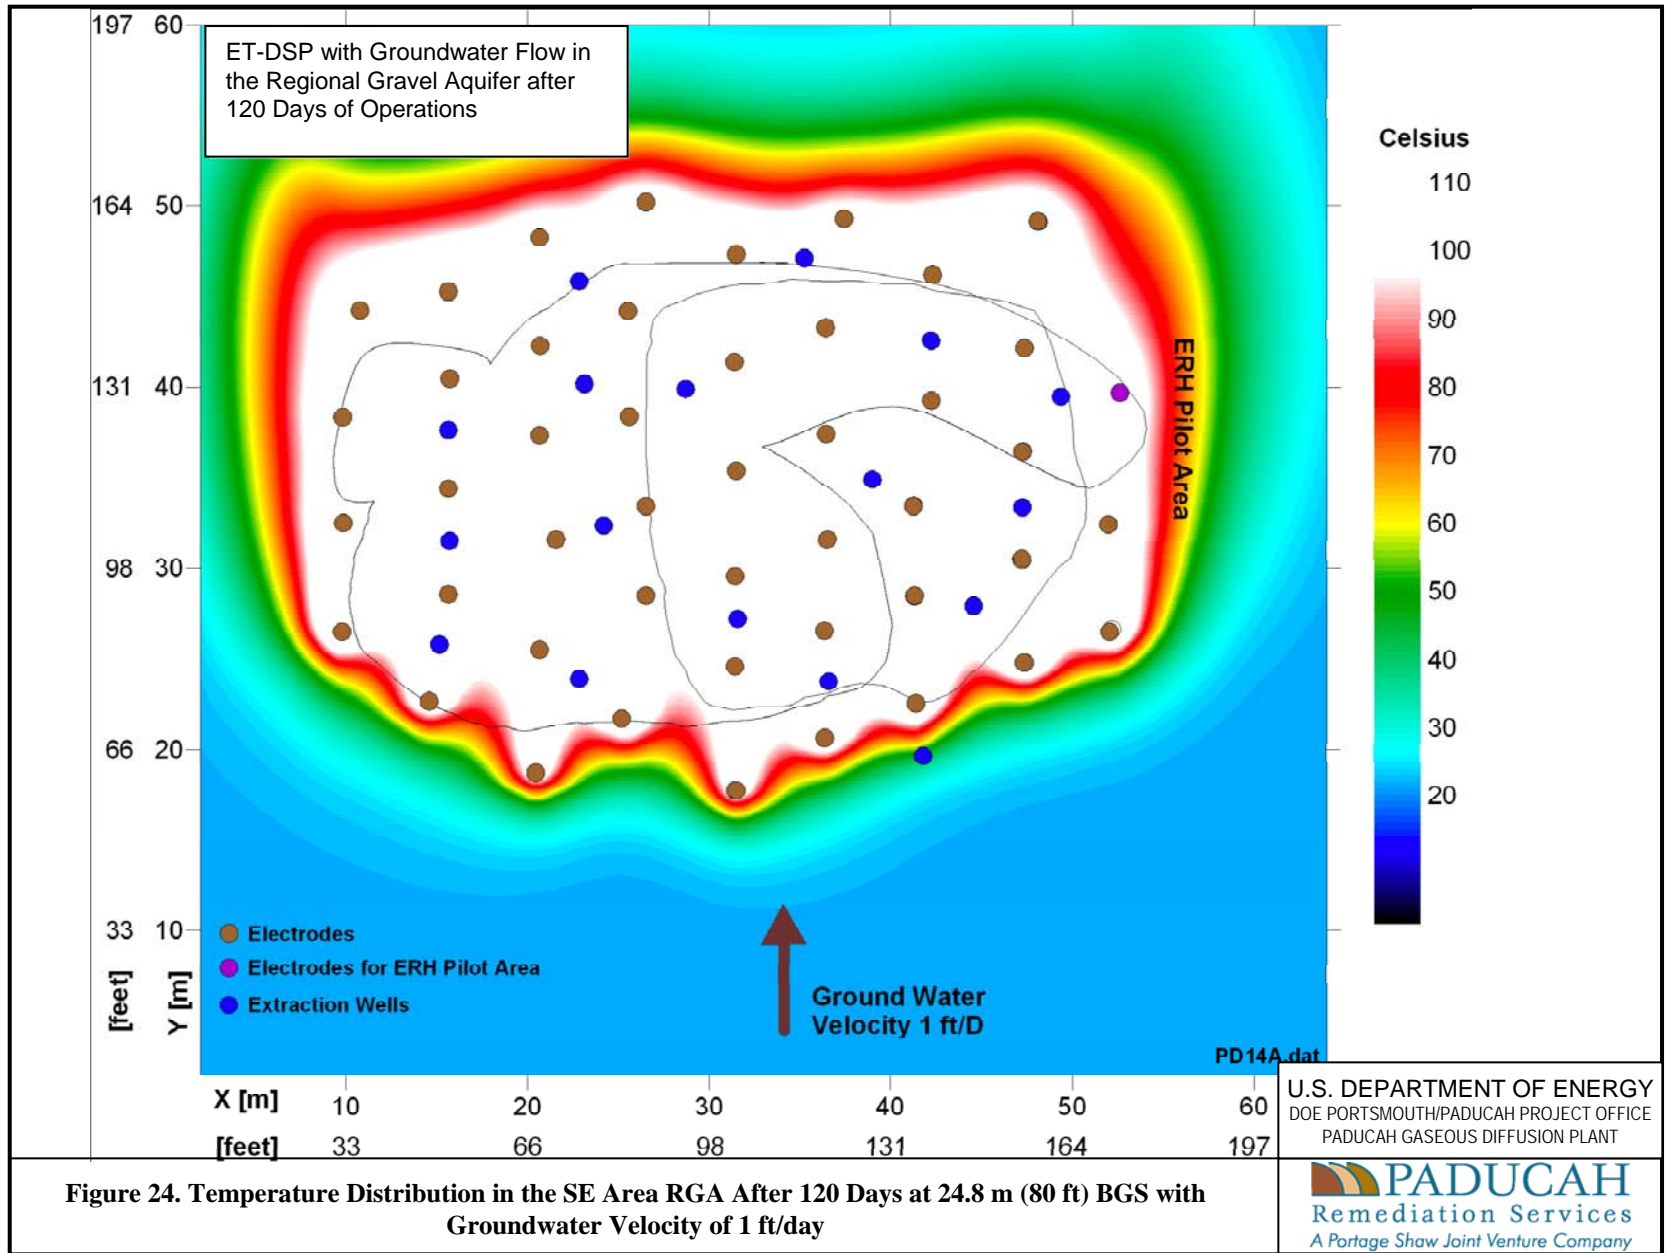 ET-DSP with Groundwater Flow in
the Regional Gravel Aquifer after
120 Days of Operations
Celsius
110
100
90
80
70
60
50
40
30
20
197 60
164 50
131 40
98 30
66 20
33 10
[feet] Y [m]
ERH Pilot Area
Electrodes
Electrodes for ERH Pilot Area
Extraction Wells
Ground Water
Velocity 1 ft/D
PD14A.dat
X [m] 10 20 30 40 50 60
[feet] 33 66 98 131 164 197
U.S. DEPARTMENT OF ENERGY
DOE PORTSMOUTH/PADUCAH PROJECT OFFICE
PADUCAH GASEOUS DIFFUSION PLANT
Figure 24. Temperature Distribution in the SE Area RGA After 120 Days at 24.8 m (80 ft) BGS with
Groundwater Velocity of 1 ft/day
PADUCAH
Remediation Services
A Portage Shaw Joint Venture Company